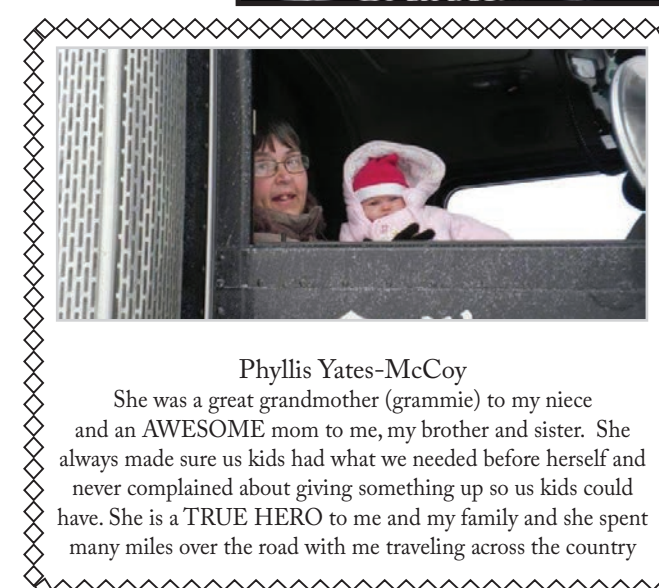 Phyllis Yates-McCoy
She was a great grandmother (grammie) to my niece
and an AWESOME mom to me, my brother and sister.  She
always made sure us kids had what we needed before herself and
never complained about giving something up so us kids could
have. She is a TRUE HERO to me and my family and she spent
many miles over the road with me traveling across the country